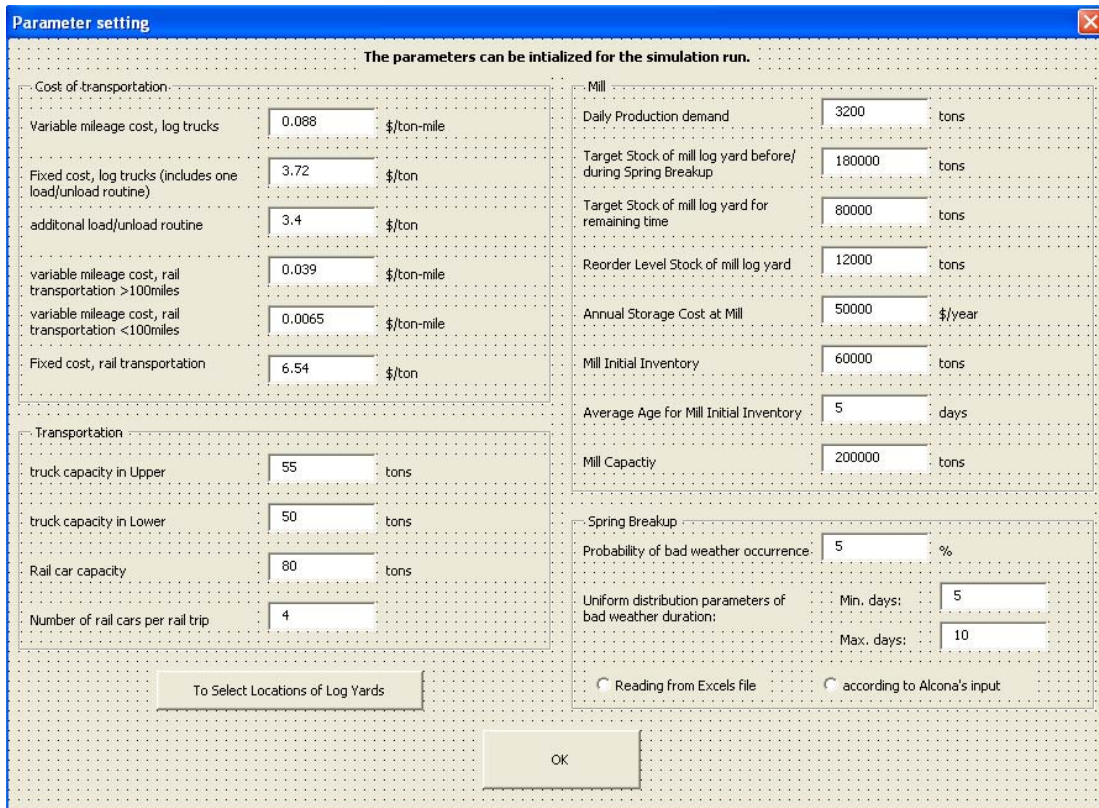 Parameter setting
The parameters can be intialized for the simulation run.
Cost of transportation
Variable mileage cost, log trucks 0.088 $/ton-mile
Fixed cost, log trucks (includes one
load/unload routine) 3.72 $/ton
additonal load/unload routine 3.4 $/ton
variable mileage cost, rail
transportation >100miles 0.039 $/ton-mile
variable mileage cost, rail
transportation <100miles 0.0065 $/ton-mile
Fixed cost, rail transportation 6.54 $/ton
Transportation
truck capacity in Upper 55 tons
truck capacity in Lower 50 tons
Rail car capacity 80 tons
Number of rail cars per rail trip 4
To Select Locations of Log Yards
Mill
Daily Production demand 3200 tons
Target Stock of mill log yard before/
during Spring Breakup 180000 tons
Target Stock of mill log yard for
remaining time 80000 tons
Reorder Level Stock of mill log yard 12000 tons
Annual Storage Cost at Mill 50000 $/year
Mill Initial Inventory 60000 tons
Average Age for Mill Initial Inventory 5 days
Mill Capactiy 200000 tons
Spring Breakup
Probability of bad weather occurrence 5 %
Uniform distribution parameters of
bad weather duration:
Min. days: 5
Max. days: 10
Reading from Excels file
according to Alcona's input
OK